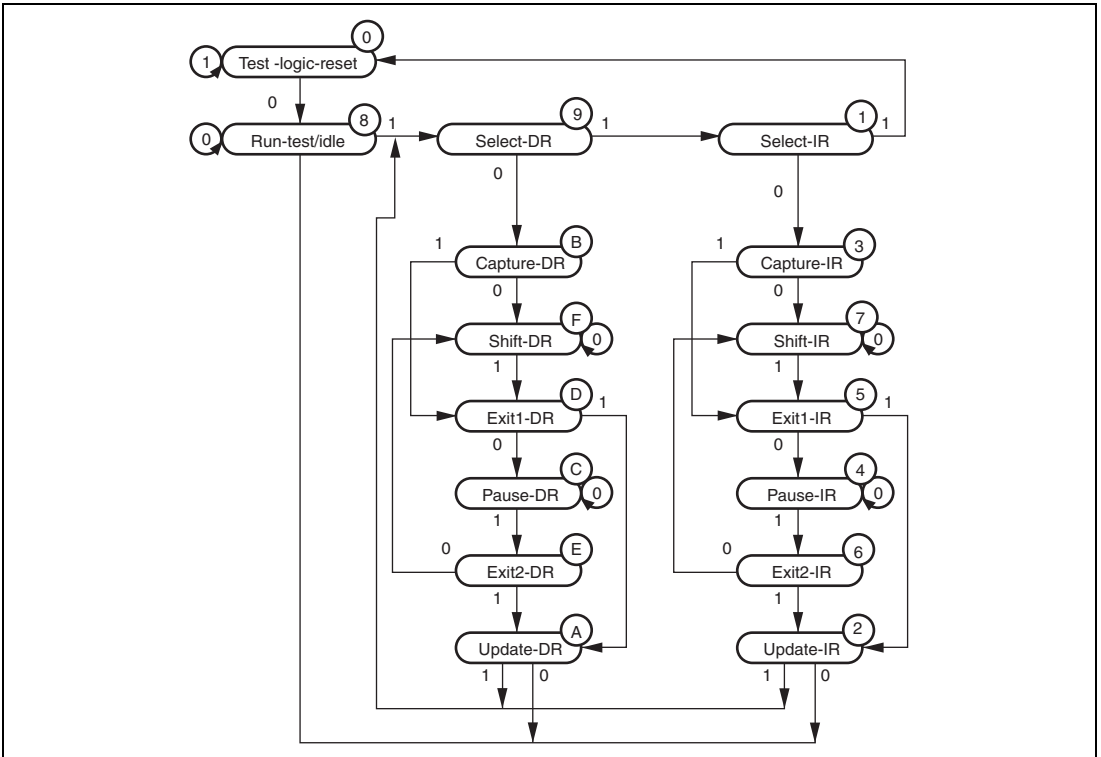 0
1 Test -logic-reset
0
8 1 9 1 1 1
0 Run-test/idle Select-DR Select-IR
0 0
1 B 1 3
Capture-DR Capture-IR
0 0
F 7
Shift-DR 0 Shift-IR 0
1 1
D 1 5 1
Exit1-DR Exit1-IR
0 0
C 4
Pause-DR 0 Pause-IR 0
1 1
0 E 0 6
Exit2-DR Exit2-IR
1 1
A 2
Update-DR Update-IR
1 0 1 0